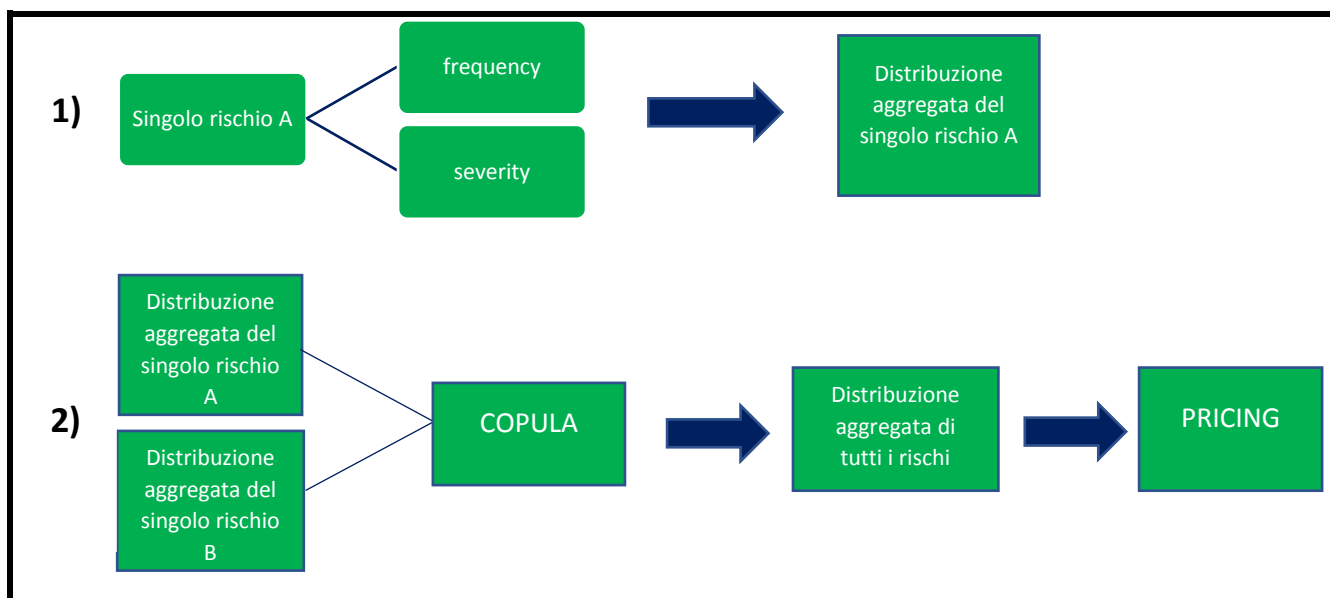 1)
Singolo rischio A
frequency
severity
Distribuzione
aggregata del
singolo rischio A
2)
Distribuzione
aggregata del
singolo rischio
A
Distribuzione
aggregata del
singolo rischio
B
COPULA
Distribuzione
aggregata di
tutti i rischi
PRICING